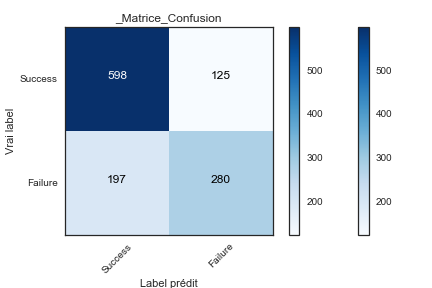 _Matrice_Confusion
Vrai label
Success
598
125
Failure
197
280
Success
Failure
Label prédit
500
400
300
200
500
400
300
200